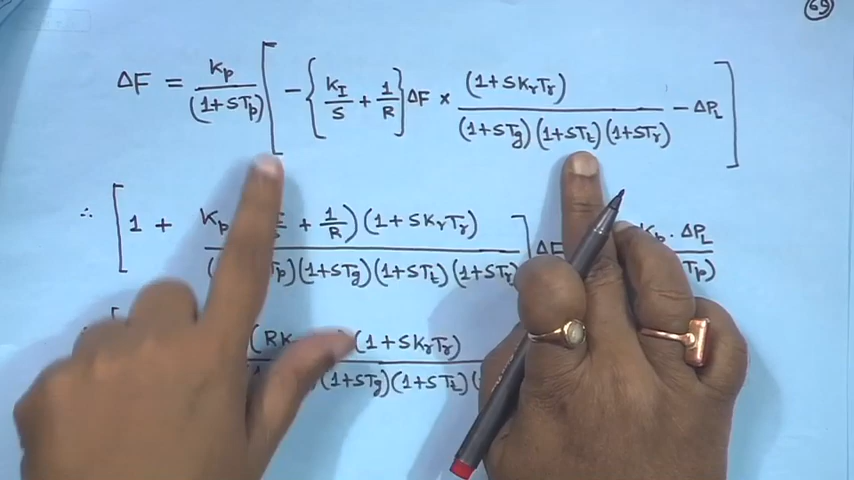 69
ΔF = Kp/(1+STp) [ - { KI/S + 1/R } ΔF × (1+SKrTr)/((1+STg)(1+STt)(1+STr)) - ΔPL ]
∴ [ 1 + Kp + 1/R)(1+SKrTr)/( Tp)(1+STg)(1+STt)(1+STr) ] ΔF Kp.ΔPL/ Tp)
(RK (1+SKrTr)/ (1+STg)(1+STt)(